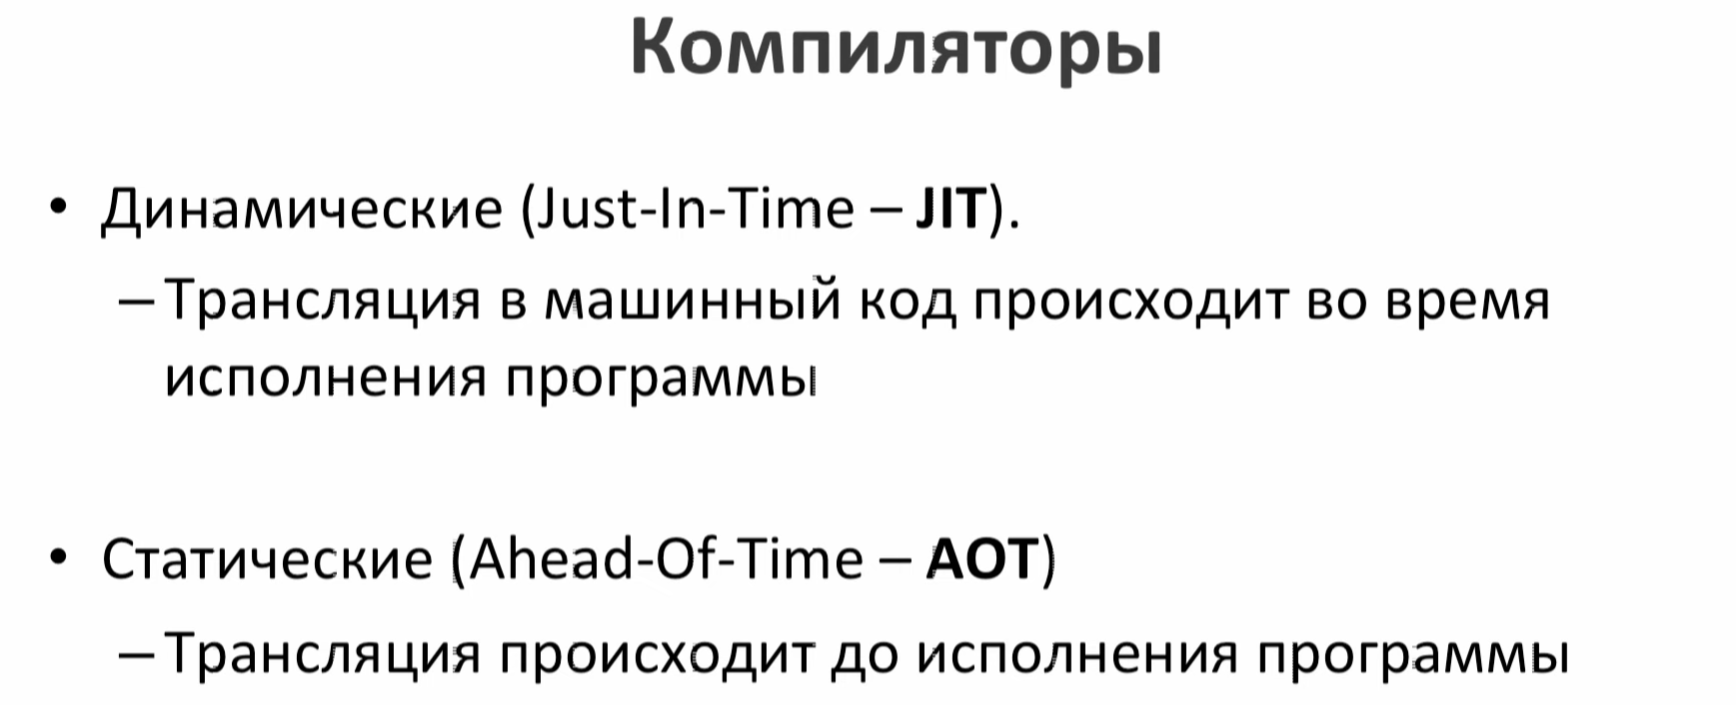 Компиляторы
• Динамические (Just-In-Time – JIT).
– Трансляция в машинный код происходит во время
исполнения программы
• Статические (Ahead-Of-Time – AOT)
– Трансляция происходит до исполнения программы